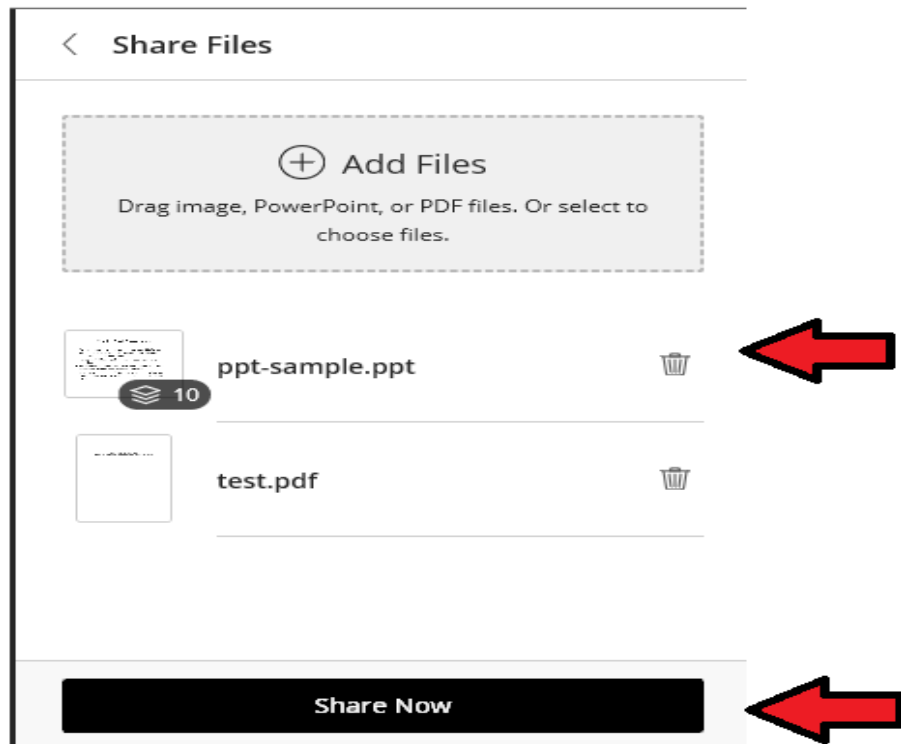 Share Files
Add Files
Drag image, PowerPoint, or PDF files. Or select to
choose files.
ppt-sample.ppt
10
test.pdf
Share Now